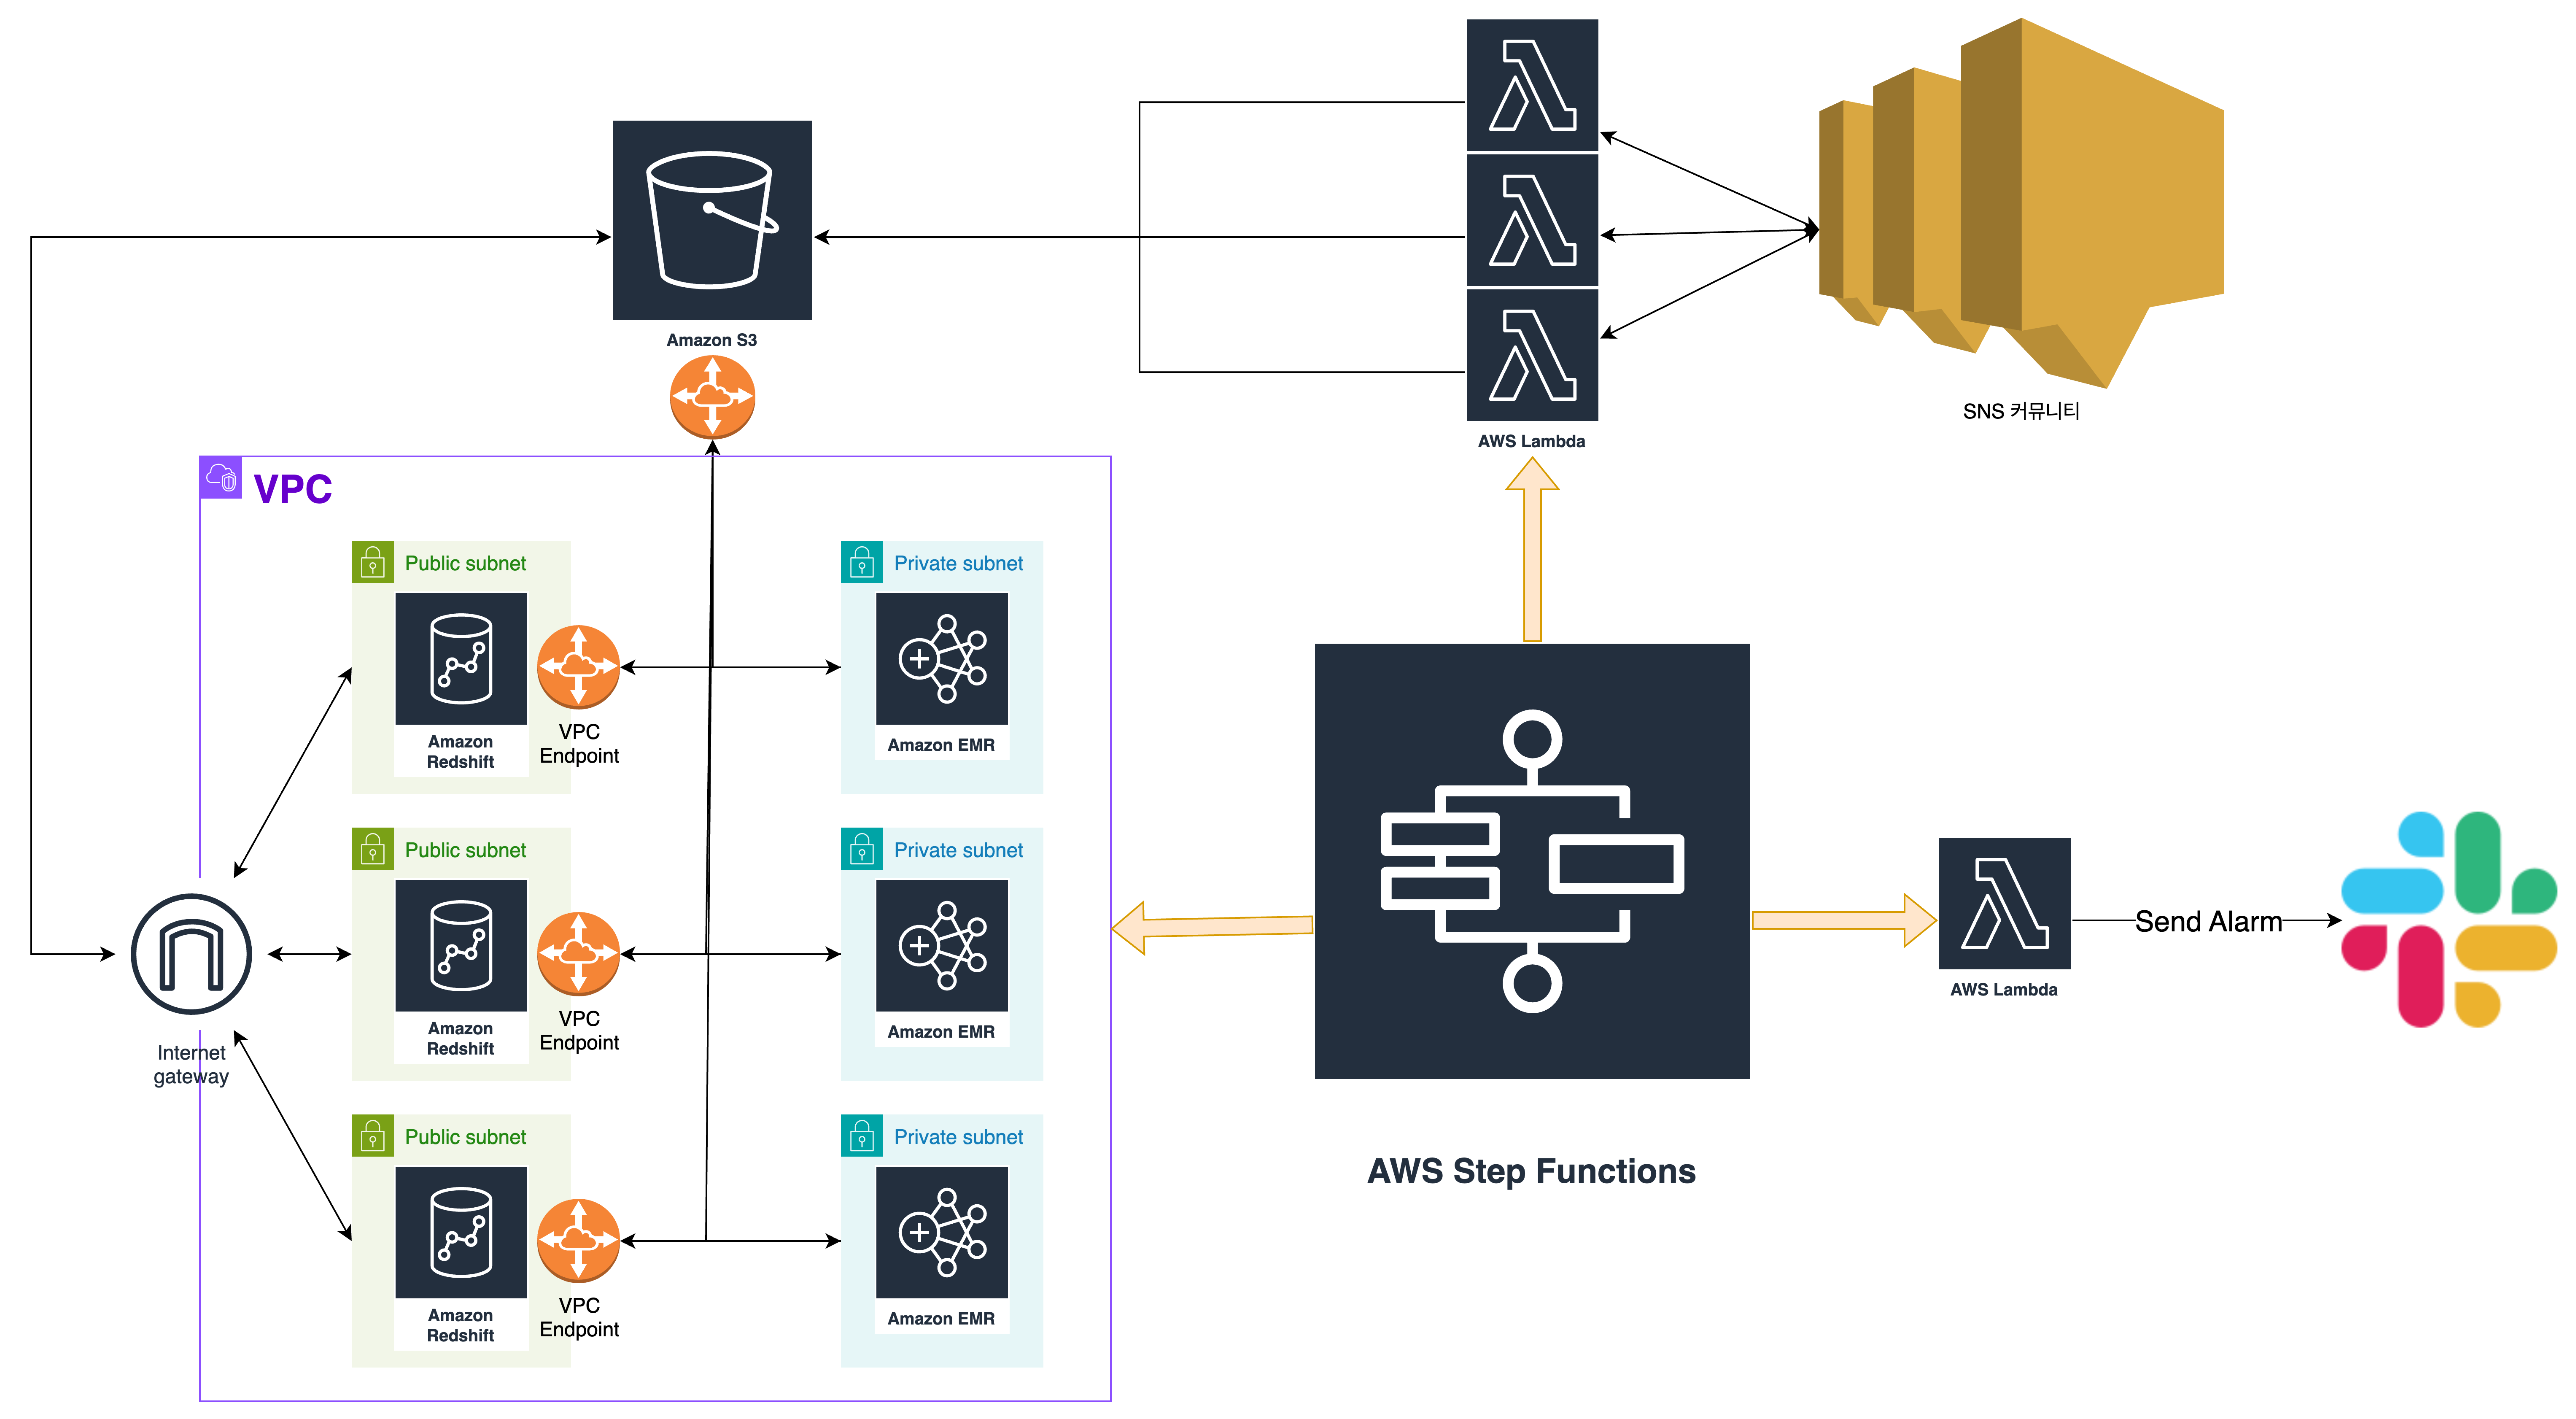 Amazon S3
SNS 커뮤니티
AWS Lambda
VPC
Public subnet
Private subnet
Amazon
Redshift
VPC
Endpoint
Amazon EMR
Public subnet
Private subnet
Amazon
Redshift
VPC
Endpoint
Amazon EMR
Internet
gateway
Public subnet
Private subnet
Amazon
Redshift
VPC
Endpoint
Amazon EMR
AWS Step Functions
AWS Lambda
Send Alarm